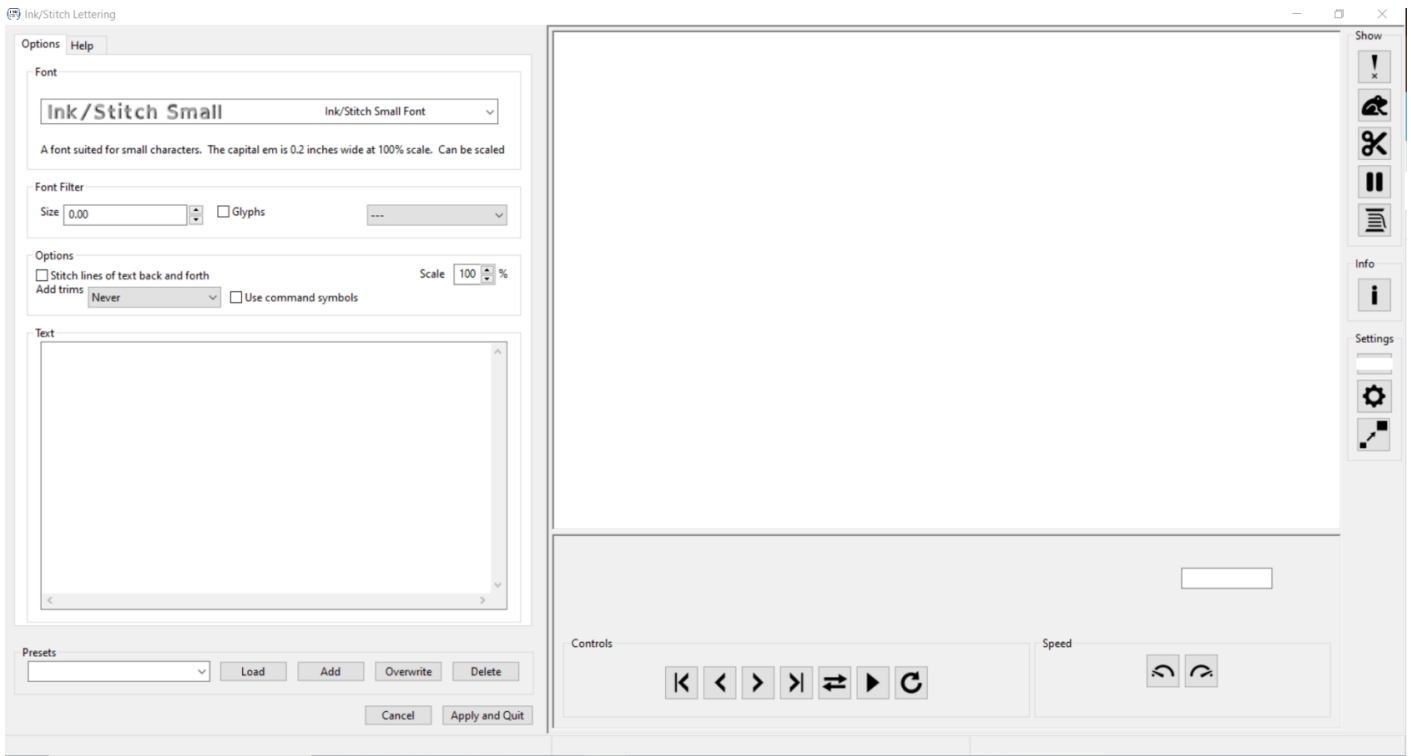 Ink/Stitch Lettering
Options Help
Font
Ink/Stitch Small Ink/Stitch Small Font
A font suited for small characters. The capital em is 0.2 inches wide at 100% scale. Can be scaled
Font Filter
Size 0.00 Glyphs ---
Options
Stitch lines of text back and forth Scale 100 %
Add trims Never Use command symbols
Text
Presets
Load Add Overwrite Delete
Cancel Apply and Quit
Controls
Speed
Show
Info
Settings